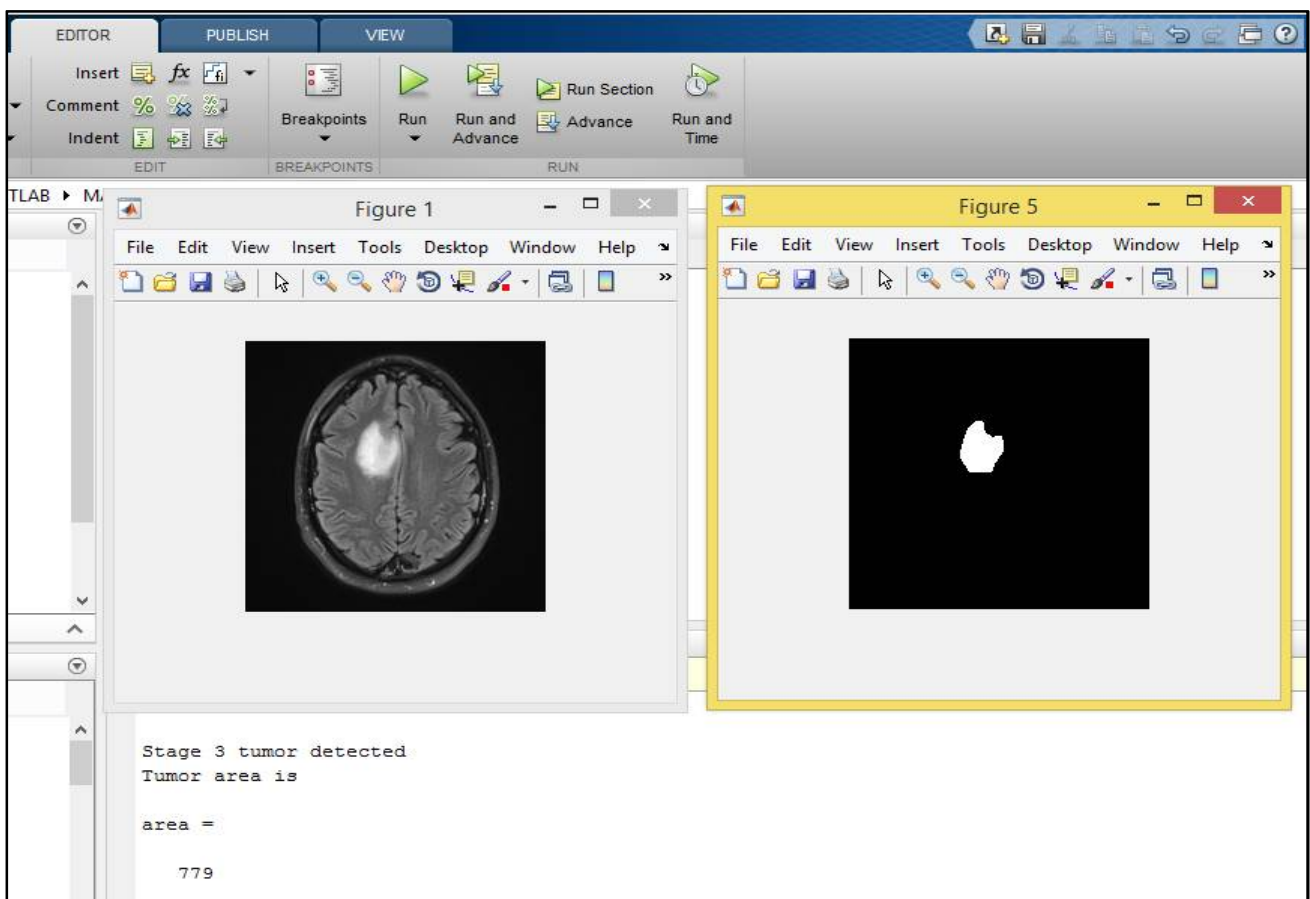 EDITOR PUBLISH VIEW
Insert fx fi
Comment %
Indent
Breakpoints
Run
Run and Advance
Run Section
Advance
Run and Time
EDIT BREAKPOINTS RUN
TLAB ▸ MA
Figure 1
File Edit View Insert Tools Desktop Window Help
Figure 5
File Edit View Insert Tools Desktop Window Help
Stage 3 tumor detected
Tumor area is
area =
779